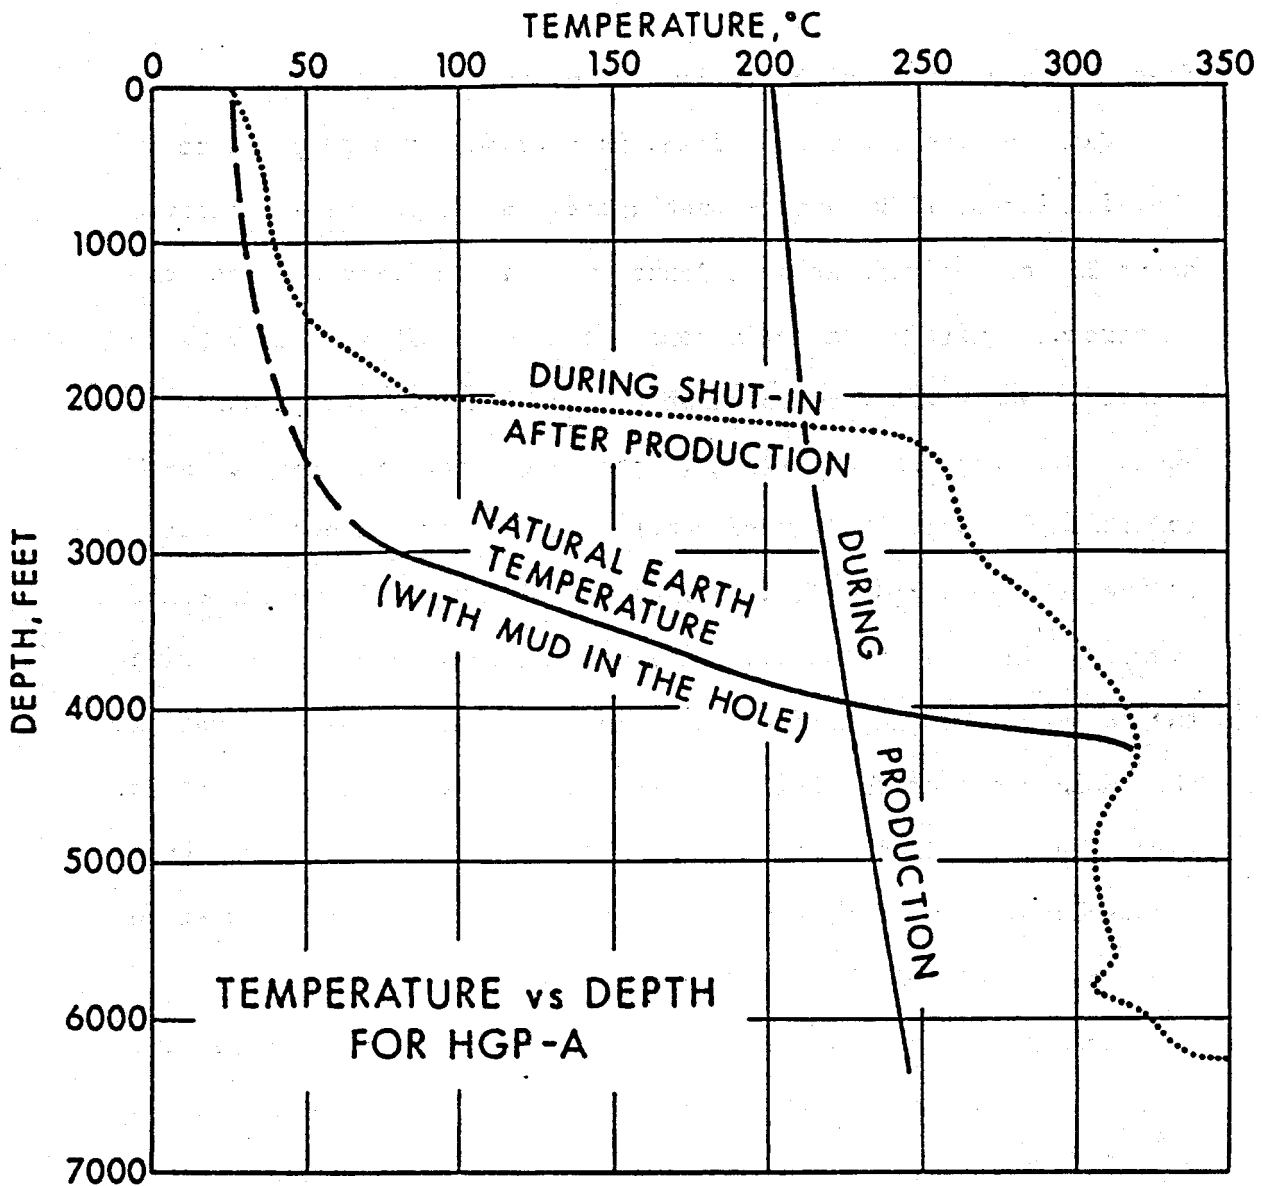 TEMPERATURE,°C
0 50 100 150 200 250 300 350
0
1000
2000
3000
4000
5000
6000
7000
DEPTH, FEET
DURING SHUT-IN
AFTER PRODUCTION
NATURAL EARTH
TEMPERATURE
(WITH MUD IN THE HOLE)
DURING
PRODUCTION
TEMPERATURE vs DEPTH
FOR HGP-A